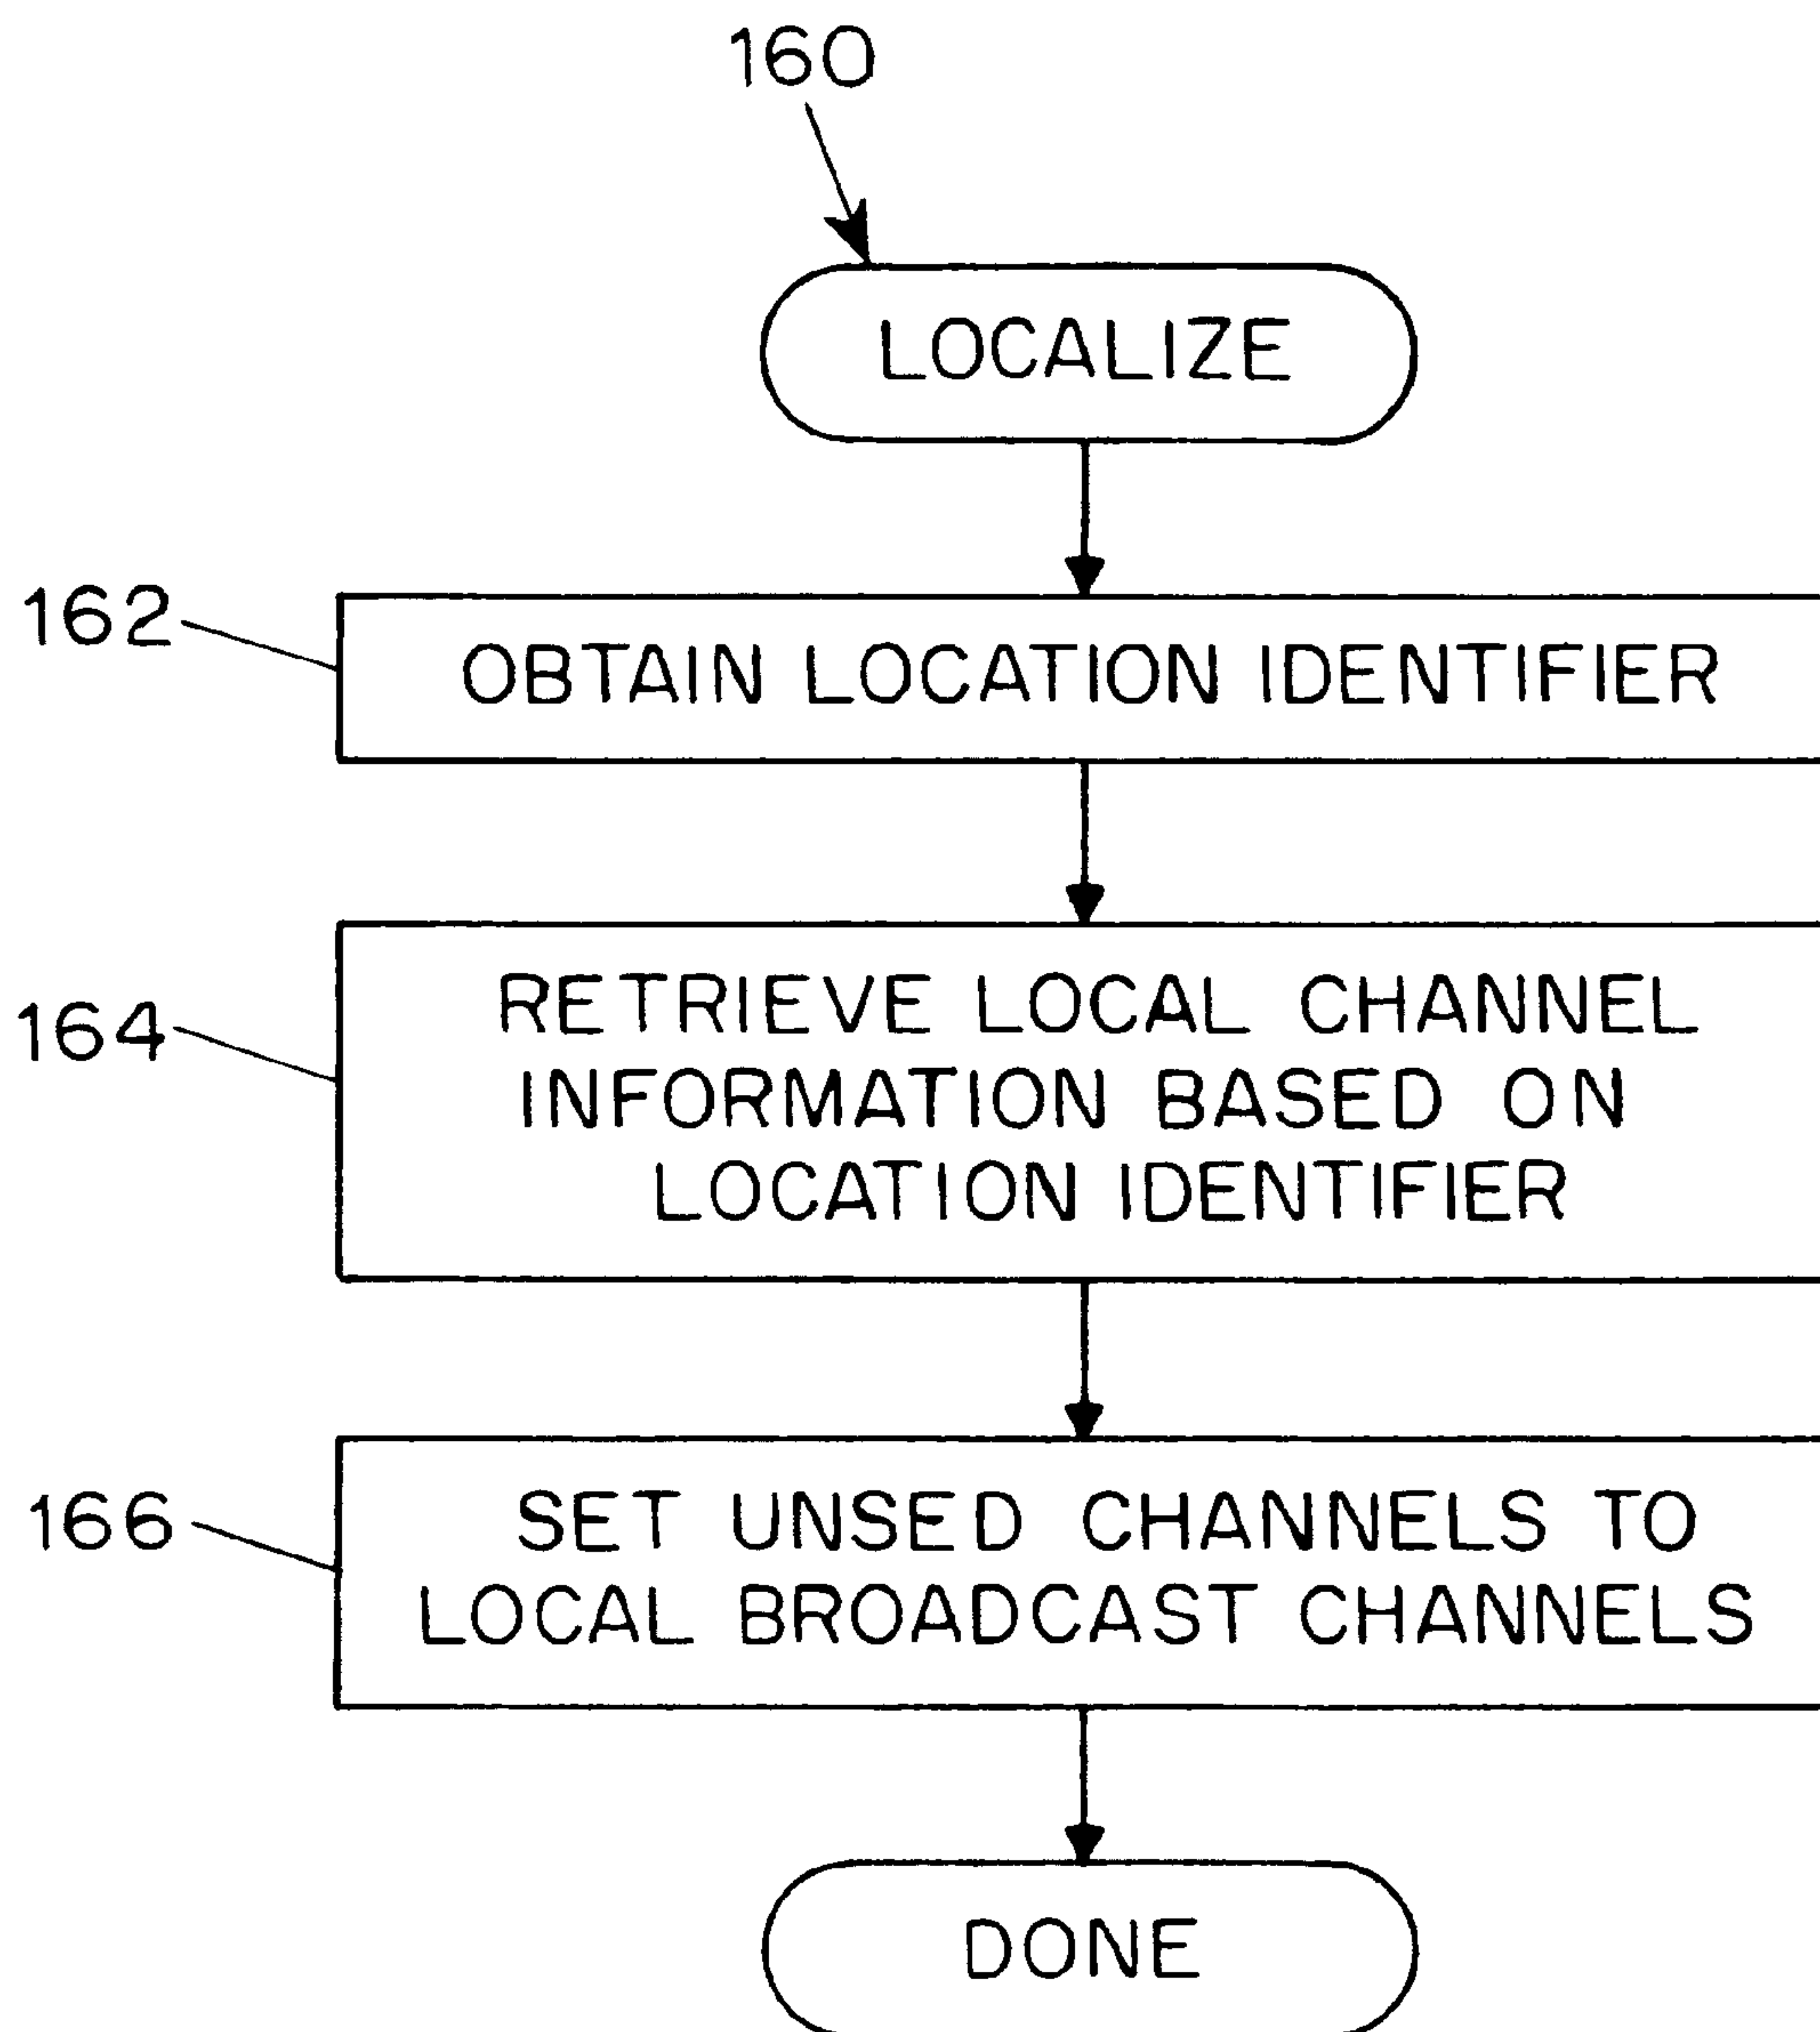 160
LOCALIZE
162
OBTAIN LOCATION IDENTIFIER
164
RETRIEVE LOCAL CHANNEL
INFORMATION BASED ON
LOCATION IDENTIFIER
166
SET UNSED CHANNELS TO
LOCAL BROADCAST CHANNELS
DONE